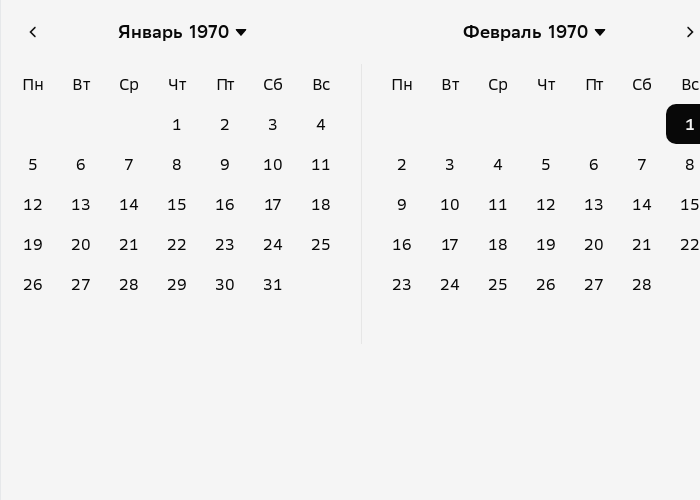 Январь 1970 Февраль 1970
Пн Вт Ср Чт Пт Сб Вс Пн Вт Ср Чт Пт Сб Вс
1 2 3 4 1
5 6 7 8 9 10 11 2 3 4 5 6 7 8
12 13 14 15 16 17 18 9 10 11 12 13 14 15
19 20 21 22 23 24 25 16 17 18 19 20 21 22
26 27 28 29 30 31 23 24 25 26 27 28